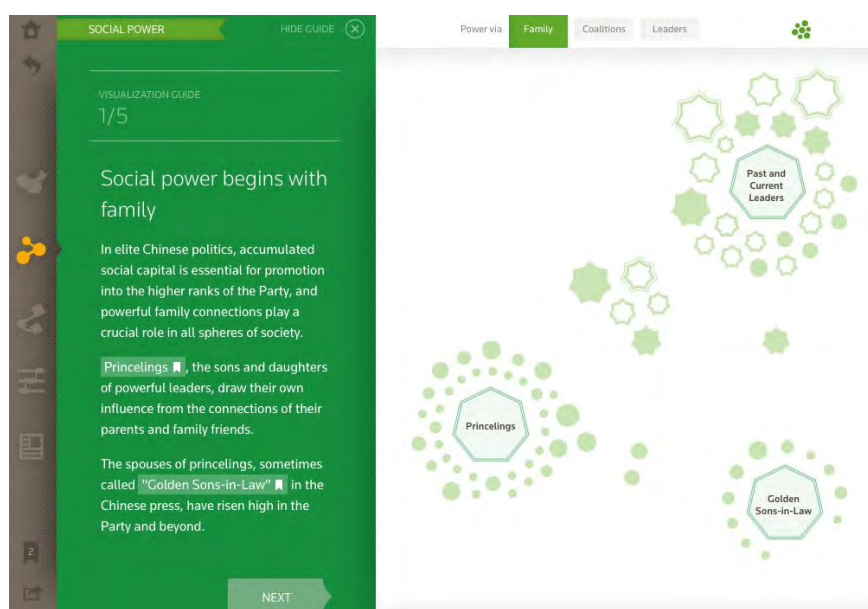 SOCIAL POWER
HIDE GUIDE
VISUALIZATION GUIDE
1/5
Social power begins with
family
In elite Chinese politics, accumulated
social capital is essential for promotion
into the higher ranks of the Party, and
powerful family connections play a
crucial role in all spheres of society.
Princelings , the sons and daughters
of powerful leaders, draw their own
influence from the connections of their
parents and family friends.
The spouses of princelings, sometimes
called "Golden Sons-in-Law" in the
Chinese press, have risen high in the
Party and beyond.
2
NEXT
Power via Family Coalitions Leaders
Past and
Current
Leaders
Princelings
Golden
Sons-in-Law